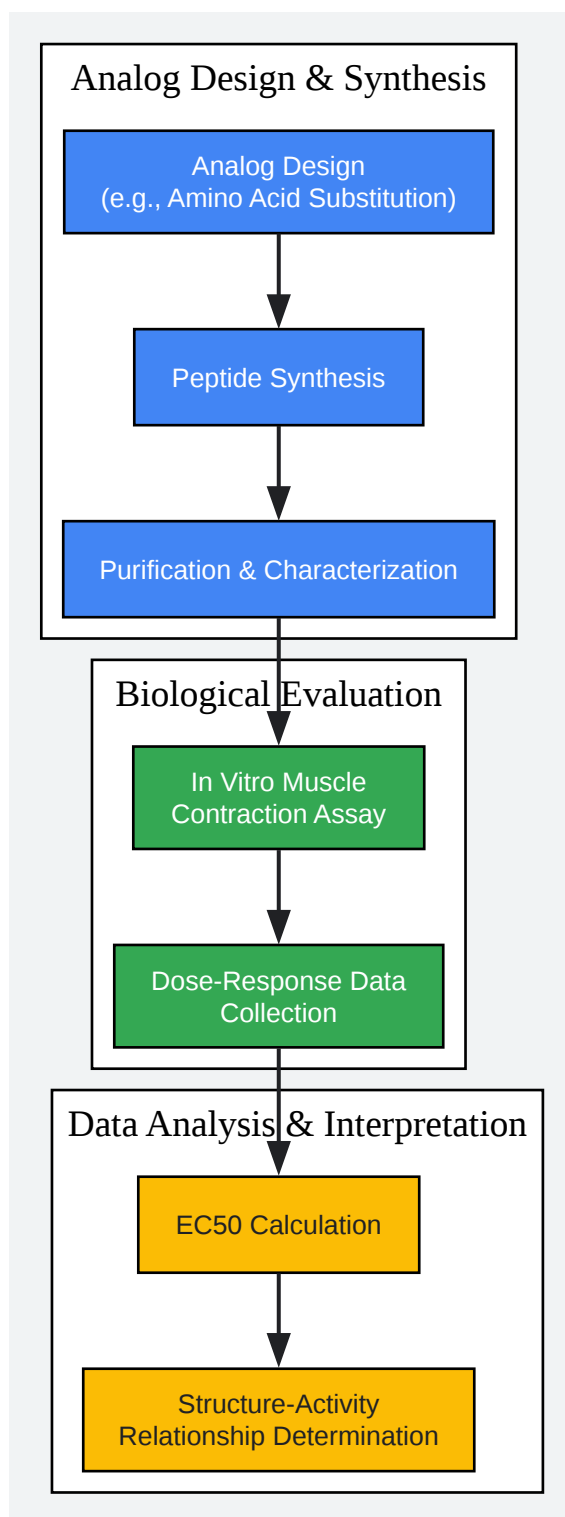 Analog Design & Synthesis
Analog Design
(e.g., Amino Acid Substitution)
Peptide Synthesis
Purification & Characterization
Biological Evaluation
In Vitro Muscle
Contraction Assay
Dose-Response Data
Collection
Data Analysis & Interpretation
EC50 Calculation
Structure-Activity
Relationship Determination